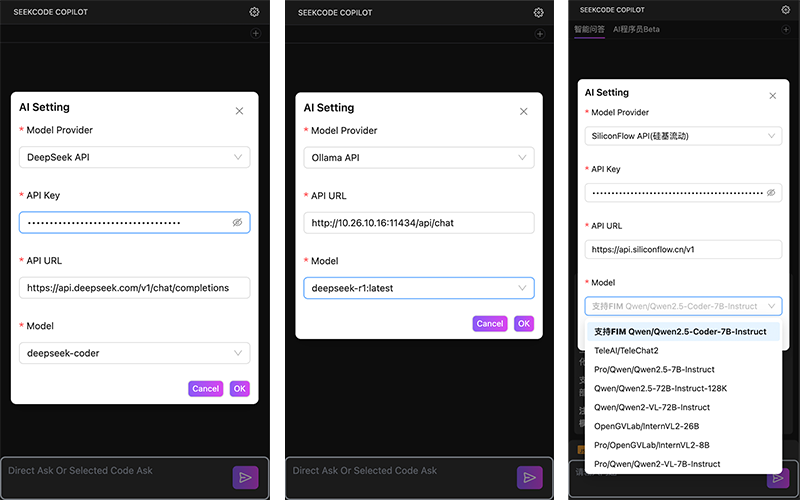 SEEKCODE COPILOT
AI Setting
* Model Provider
DeepSeek API
* API Key
* API URL
https://api.deepseek.com/v1/chat/completions
* Model
deepseek-coder
Cancel
OK
Direct Ask Or Selected Code Ask
SEEKCODE COPILOT
AI Setting
* Model Provider
Ollama API
* API URL
http://10.26.10.16:11434/api/chat
* Model
deepseek-r1:latest
Cancel
OK
Direct Ask Or Selected Code Ask
SEEKCODE COPILOT
智能问答 AI程序员Beta
AI Setting
* Model Provider
SiliconFlow API(硅基流动)
* API Key
* API URL
https://api.siliconflow.cn/v1
* Model
支持FIM Qwen/Qwen2.5-Coder-7B-Instruct
支持FIM Qwen/Qwen2.5-Coder-7B-Instruct
TeleAI/TeleChat2
Pro/Qwen/Qwen2.5-7B-Instruct
Qwen/Qwen2.5-72B-Instruct-128K
Qwen/Qwen2-VL-72B-Instruct
OpenGVLab/InternVL2-26B
Pro/OpenGVLab/InternVL2-8B
Pro/Qwen/Qwen2-VL-7B-Instruct